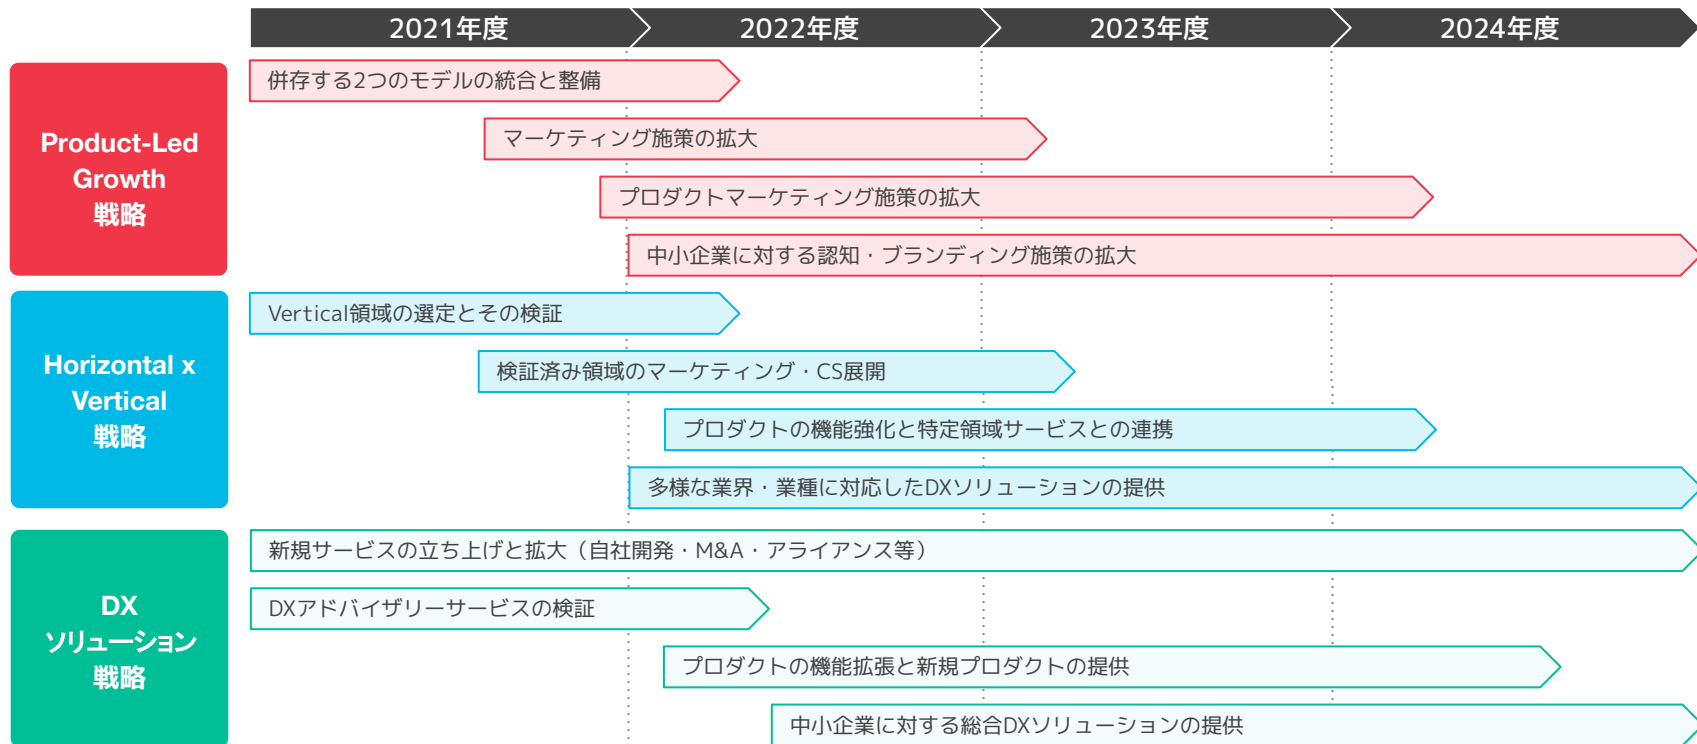 2021年度
2022年度
2023年度
2024年度
Product-Led
Growth
戦略
併存する2つのモデルの統合と整備
マーケティング施策の拡大
プロダクトマーケティング施策の拡大
中小企業に対する認知・ブランディング施策の拡大
Horizontal x
Vertical
戦略
Vertical領域の選定とその検証
検証済み領域のマーケティング・CS展開
プロダクトの機能強化と特定領域サービスとの連携
多様な業界・業種に対応したDXソリューションの提供
DX
ソリューション
戦略
新規サービスの立ち上げと拡大（自社開発・M&A・アライアンス等）
DXアドバイザリーサービスの検証
プロダクトの機能拡張と新規プロダクトの提供
中小企業に対する総合DXソリューションの提供